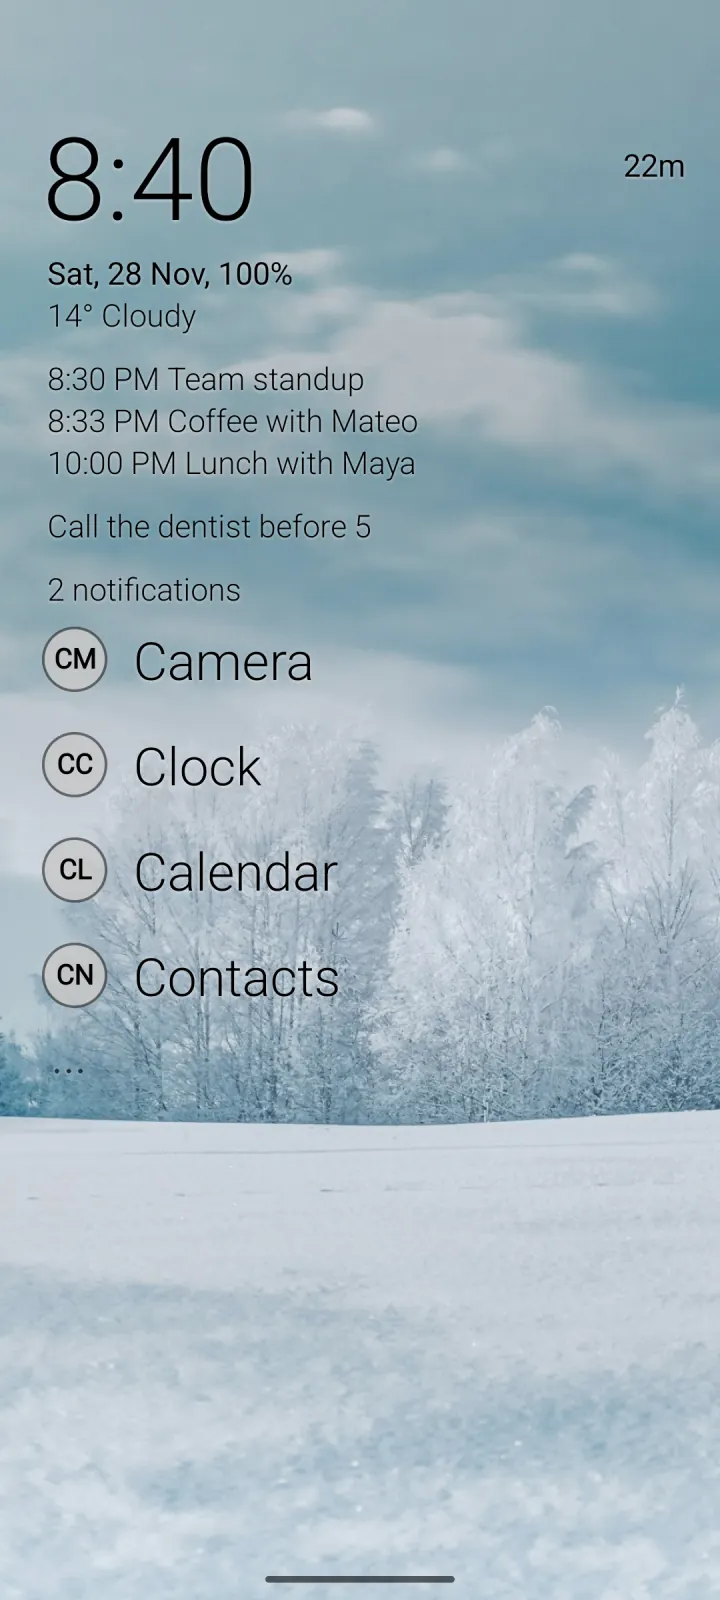 8:40
22m
Sat, 28 Nov, 100%
14° Cloudy
8:30 PM Team standup
8:33 PM Coffee with Mateo
10:00 PM Lunch with Maya
Call the dentist before 5
2 notifications
CM Camera
CC Clock
CL Calendar
CN Contacts
...